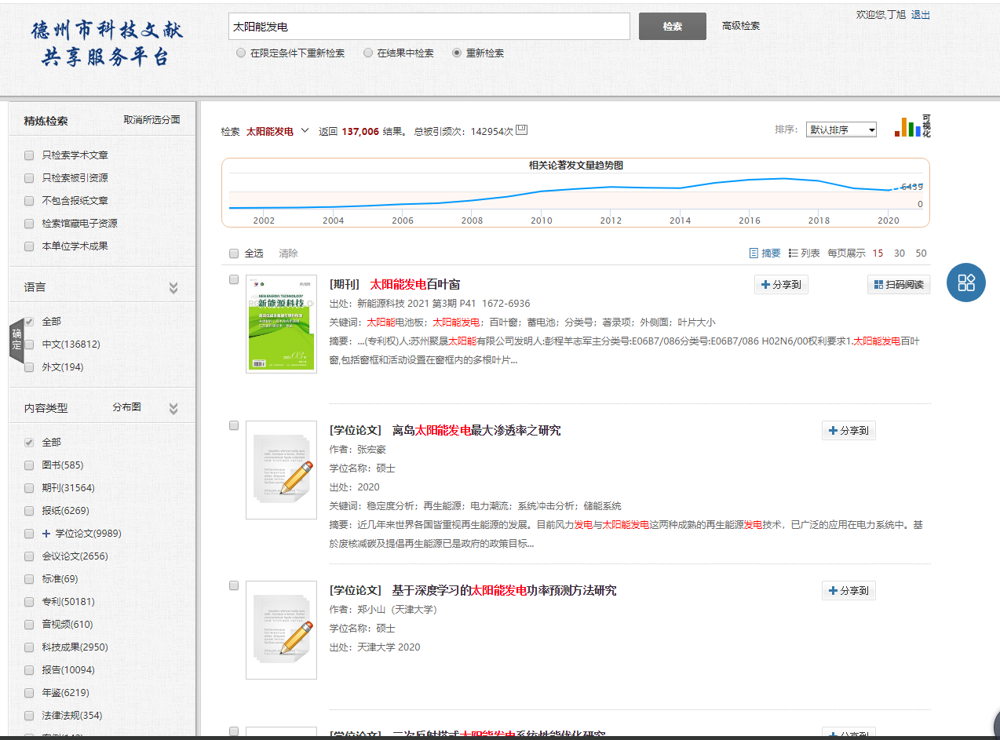 德州市科技文献
共享服务平台
太阳能发电
检索
高级检索
欢迎您,丁旭 退出
在限定条件下重新检索 在结果中检索 重新检索
精炼检索 取消所选分面
只检索学术文章
只检索被引资源
不包含报纸文章
检索馆藏电子资源
本单位学术成果
语言
全部
中文(136812)
外文(194)
确定
内容类型 分布图
全部
图书(585)
期刊(31564)
报纸(6269)
学位论文(9989)
会议论文(2656)
标准(69)
专利(50181)
音视频(610)
科技成果(2950)
报告(10094)
年鉴(6219)
法律法规(354)
检索 太阳能发电 返回 137,006 结果。 总被引频次：142954次
排序： 默认排序
可视化
相关论著发文量趋势图
6439
0
2002 2004 2006 2008 2010 2012 2014 2016 2018 2020
全选 清除
摘要 列表 每页展示 15 30 50
[期刊] 太阳能发电百叶窗
分享到 扫码阅读
出处：新能源科技 2021 第3期 P41 1672-6936
关键词：太阳能电池板；太阳能发电；百叶窗；蓄电池；分类号；著录项；外侧面；叶片大小
摘要：...(专利权)人:苏州聚晟太阳能有限公司发明人:彭程羊志军主分类号:E06B7/086分类号:E06B7/086 H02N6/00权利要求1.太阳能发电百叶
窗,包括窗框和活动设置在窗框内的多根叶片...
NEW ENERGY TECHNOLOGY
新能源科技
[学位论文] 离岛太阳能发电最大渗透率之研究
分享到
作者：张宏豪
学位名称：硕士
出处：2020
关键词：稳定度分析；再生能源；电力潮流；系统冲击分析；储能系统
摘要：近几年来世界各国皆重视再生能源的发展。目前风力发电与太阳能发电这两种成熟的再生能源发电技术，已广泛的应用在电力系统中。基
於废核减碳及提倡再生能源已是政府的政策目标...
[学位论文] 基于深度学习的太阳能发电功率预测方法研究
分享到
作者：郑小山（天津大学）
学位名称：硕士
出处：天津大学 2020
[学位论文] 二次反射塔式太阳能发电系统性能优化研究
分享到